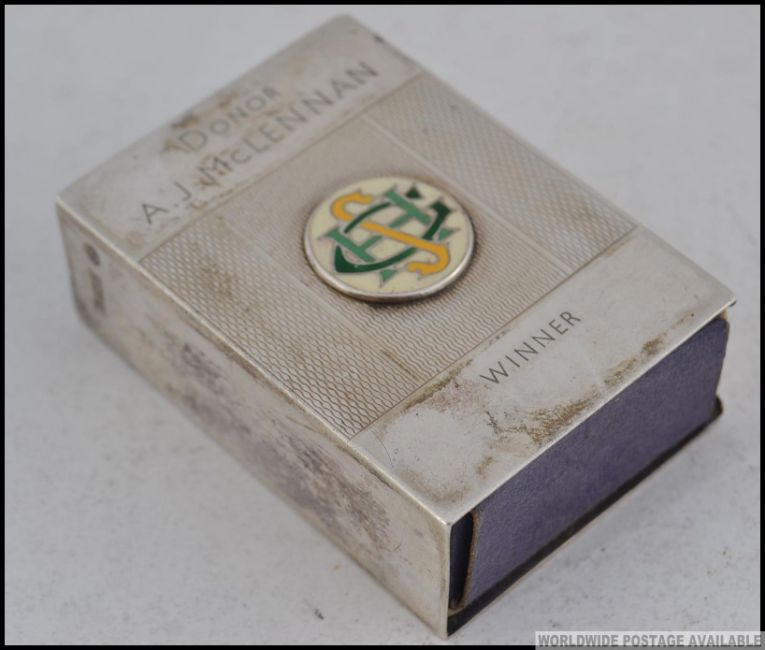 DONOR
A.J. McLENNAN
WINNER
WORLDWIDE POSTAGE AVAILABLE